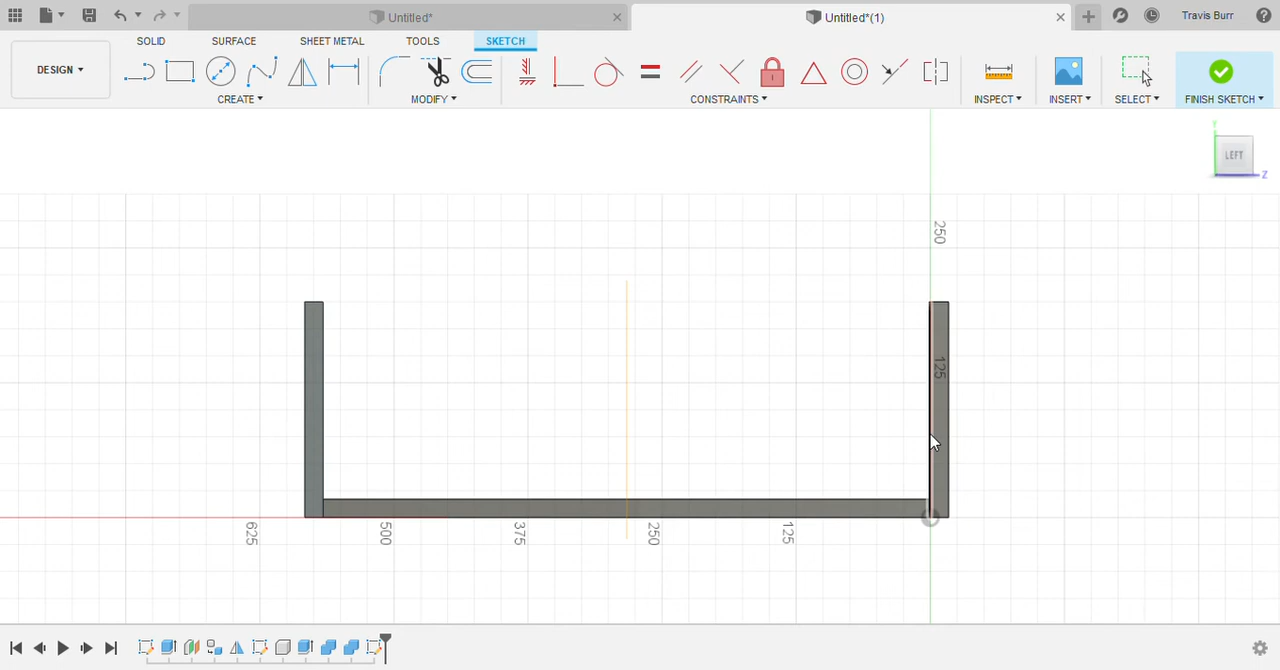 Untitled*
Untitled*(1)
Travis Burr
DESIGN
SOLID
SURFACE
SHEET METAL
TOOLS
SKETCH
CREATE
MODIFY
CONSTRAINTS
INSPECT
INSERT
SELECT
FINISH SKETCH
Y
LEFT
Z
250
125
625
500
375
250
125